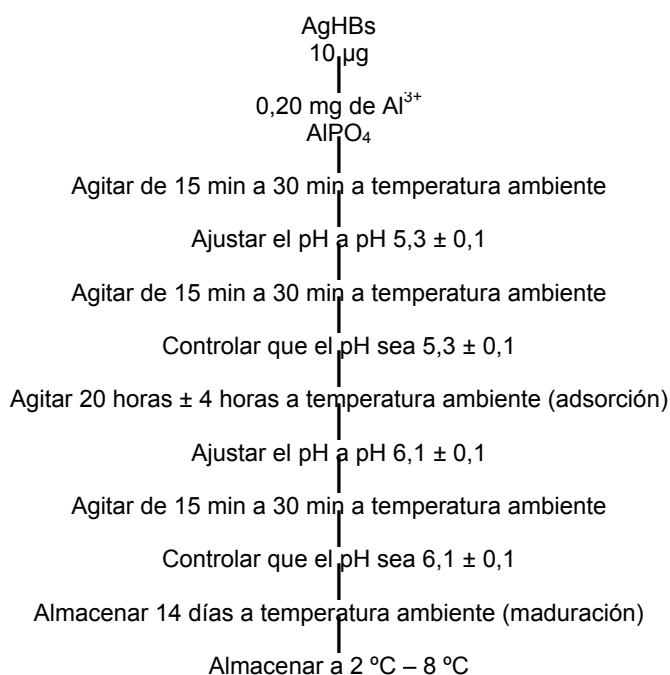 AgHBs
10 µg
0,20 mg de Al³⁺
AlPO₄
Agitar de 15 min a 30 min a temperatura ambiente
Ajustar el pH a pH 5,3 ± 0,1
Agitar de 15 min a 30 min a temperatura ambiente
Controlar que el pH sea 5,3 ± 0,1
Agitar 20 horas ± 4 horas a temperatura ambiente (adsorción)
Ajustar el pH a pH 6,1 ± 0,1
Agitar de 15 min a 30 min a temperatura ambiente
Controlar que el pH sea 6,1 ± 0,1
Almacenar 14 días a temperatura ambiente (maduración)
Almacenar a 2 ºC – 8 ºC